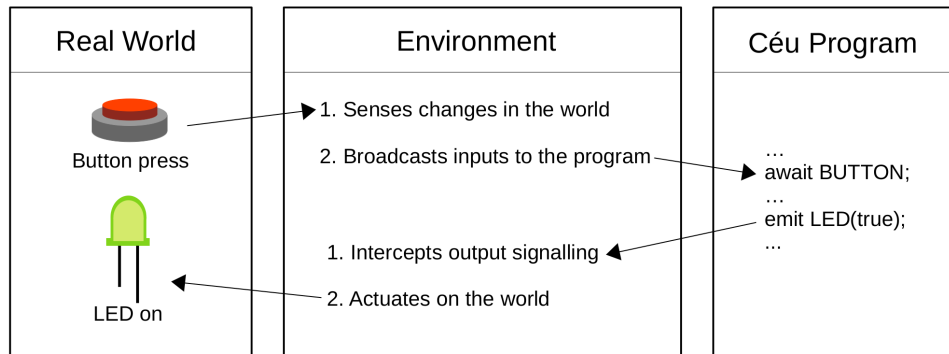 Real World
Environment
Céu Program
Button press
LED on
1. Senses changes in the world
2. Broadcasts inputs to the program
1. Intercepts output signalling
2. Actuates on the world
…
await BUTTON;
…
emit LED(true);
...